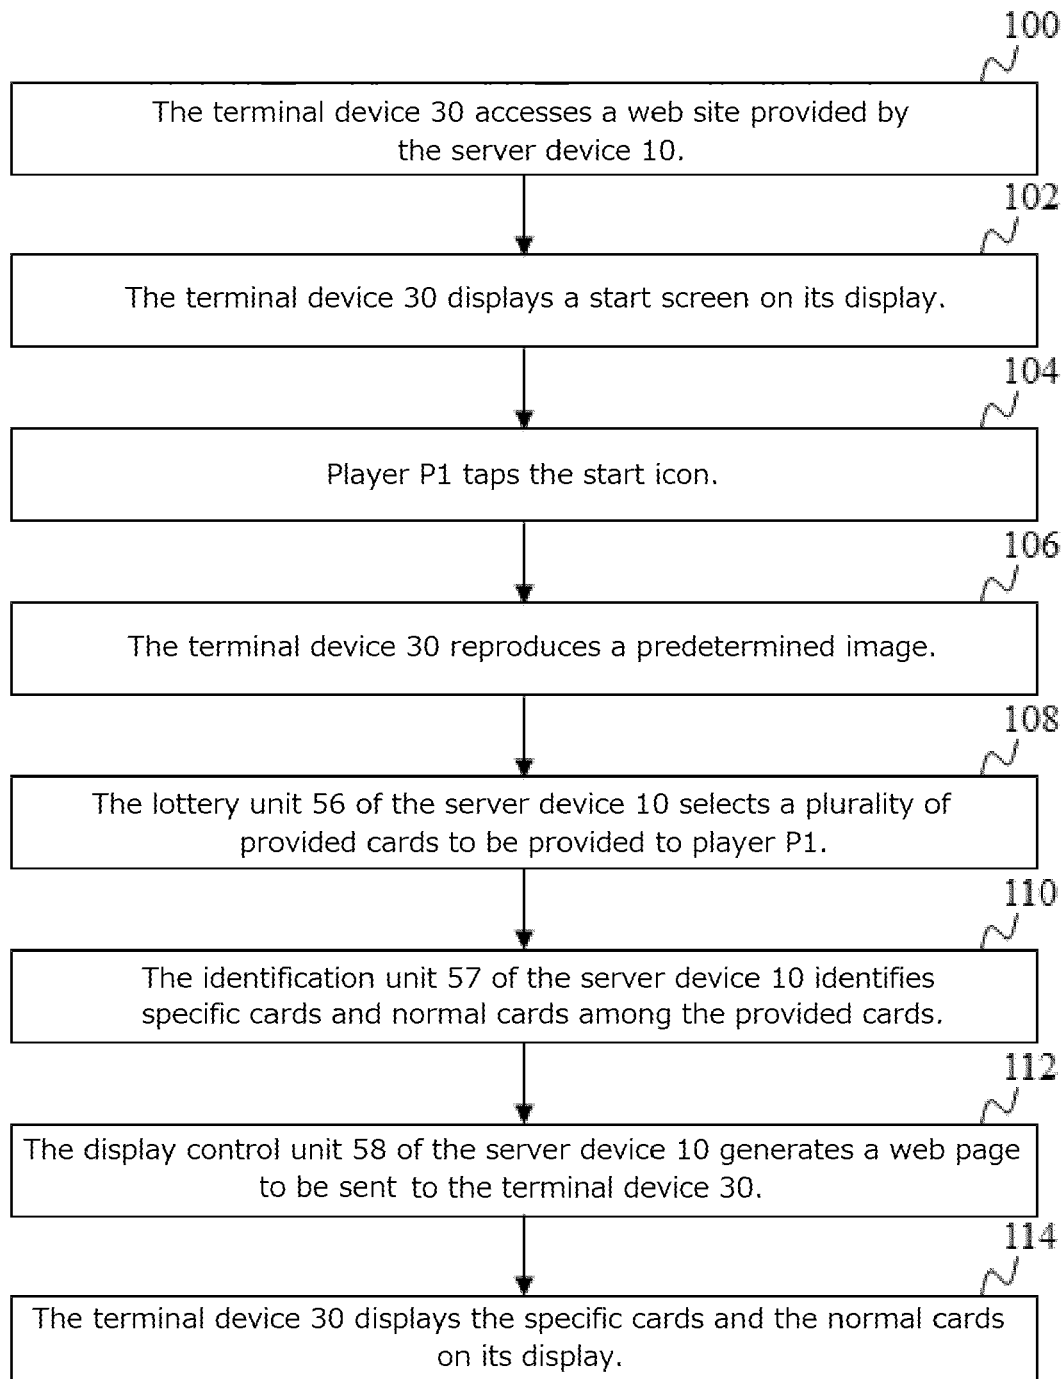 100
The terminal device 30 accesses a web site provided by
the server device 10.
102
The terminal device 30 displays a start screen on its display.
104
Player P1 taps the start icon.
106
The terminal device 30 reproduces a predetermined image.
108
The lottery unit 56 of the server device 10 selects a plurality of
provided cards to be provided to player P1.
110
The identification unit 57 of the server device 10 identifies
specific cards and normal cards among the provided cards.
112
The display control unit 58 of the server device 10 generates a web page
to be sent to the terminal device 30.
114
The terminal device 30 displays the specific cards and the normal cards
on its display.